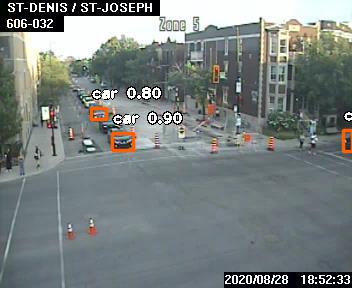 ST-DENIS / ST-JOSEPH
606-032
Zone 5
car 0.80
car 0.90
c
2020/08/28 18:52:33